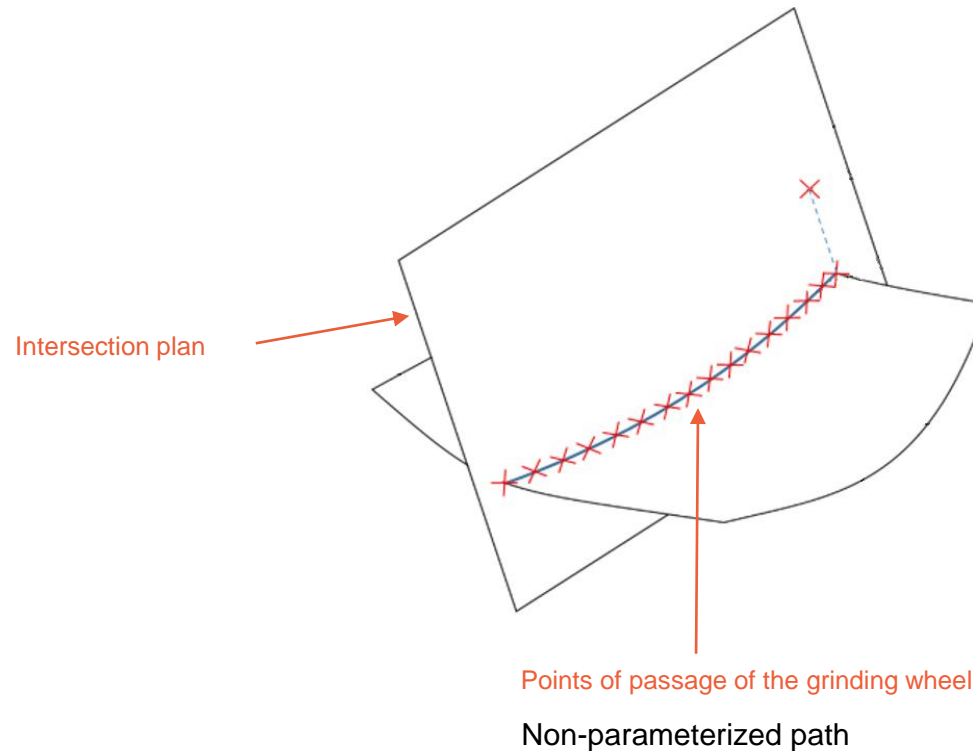 Intersection plan
Points of passage of the grinding wheel
Non-parameterized path